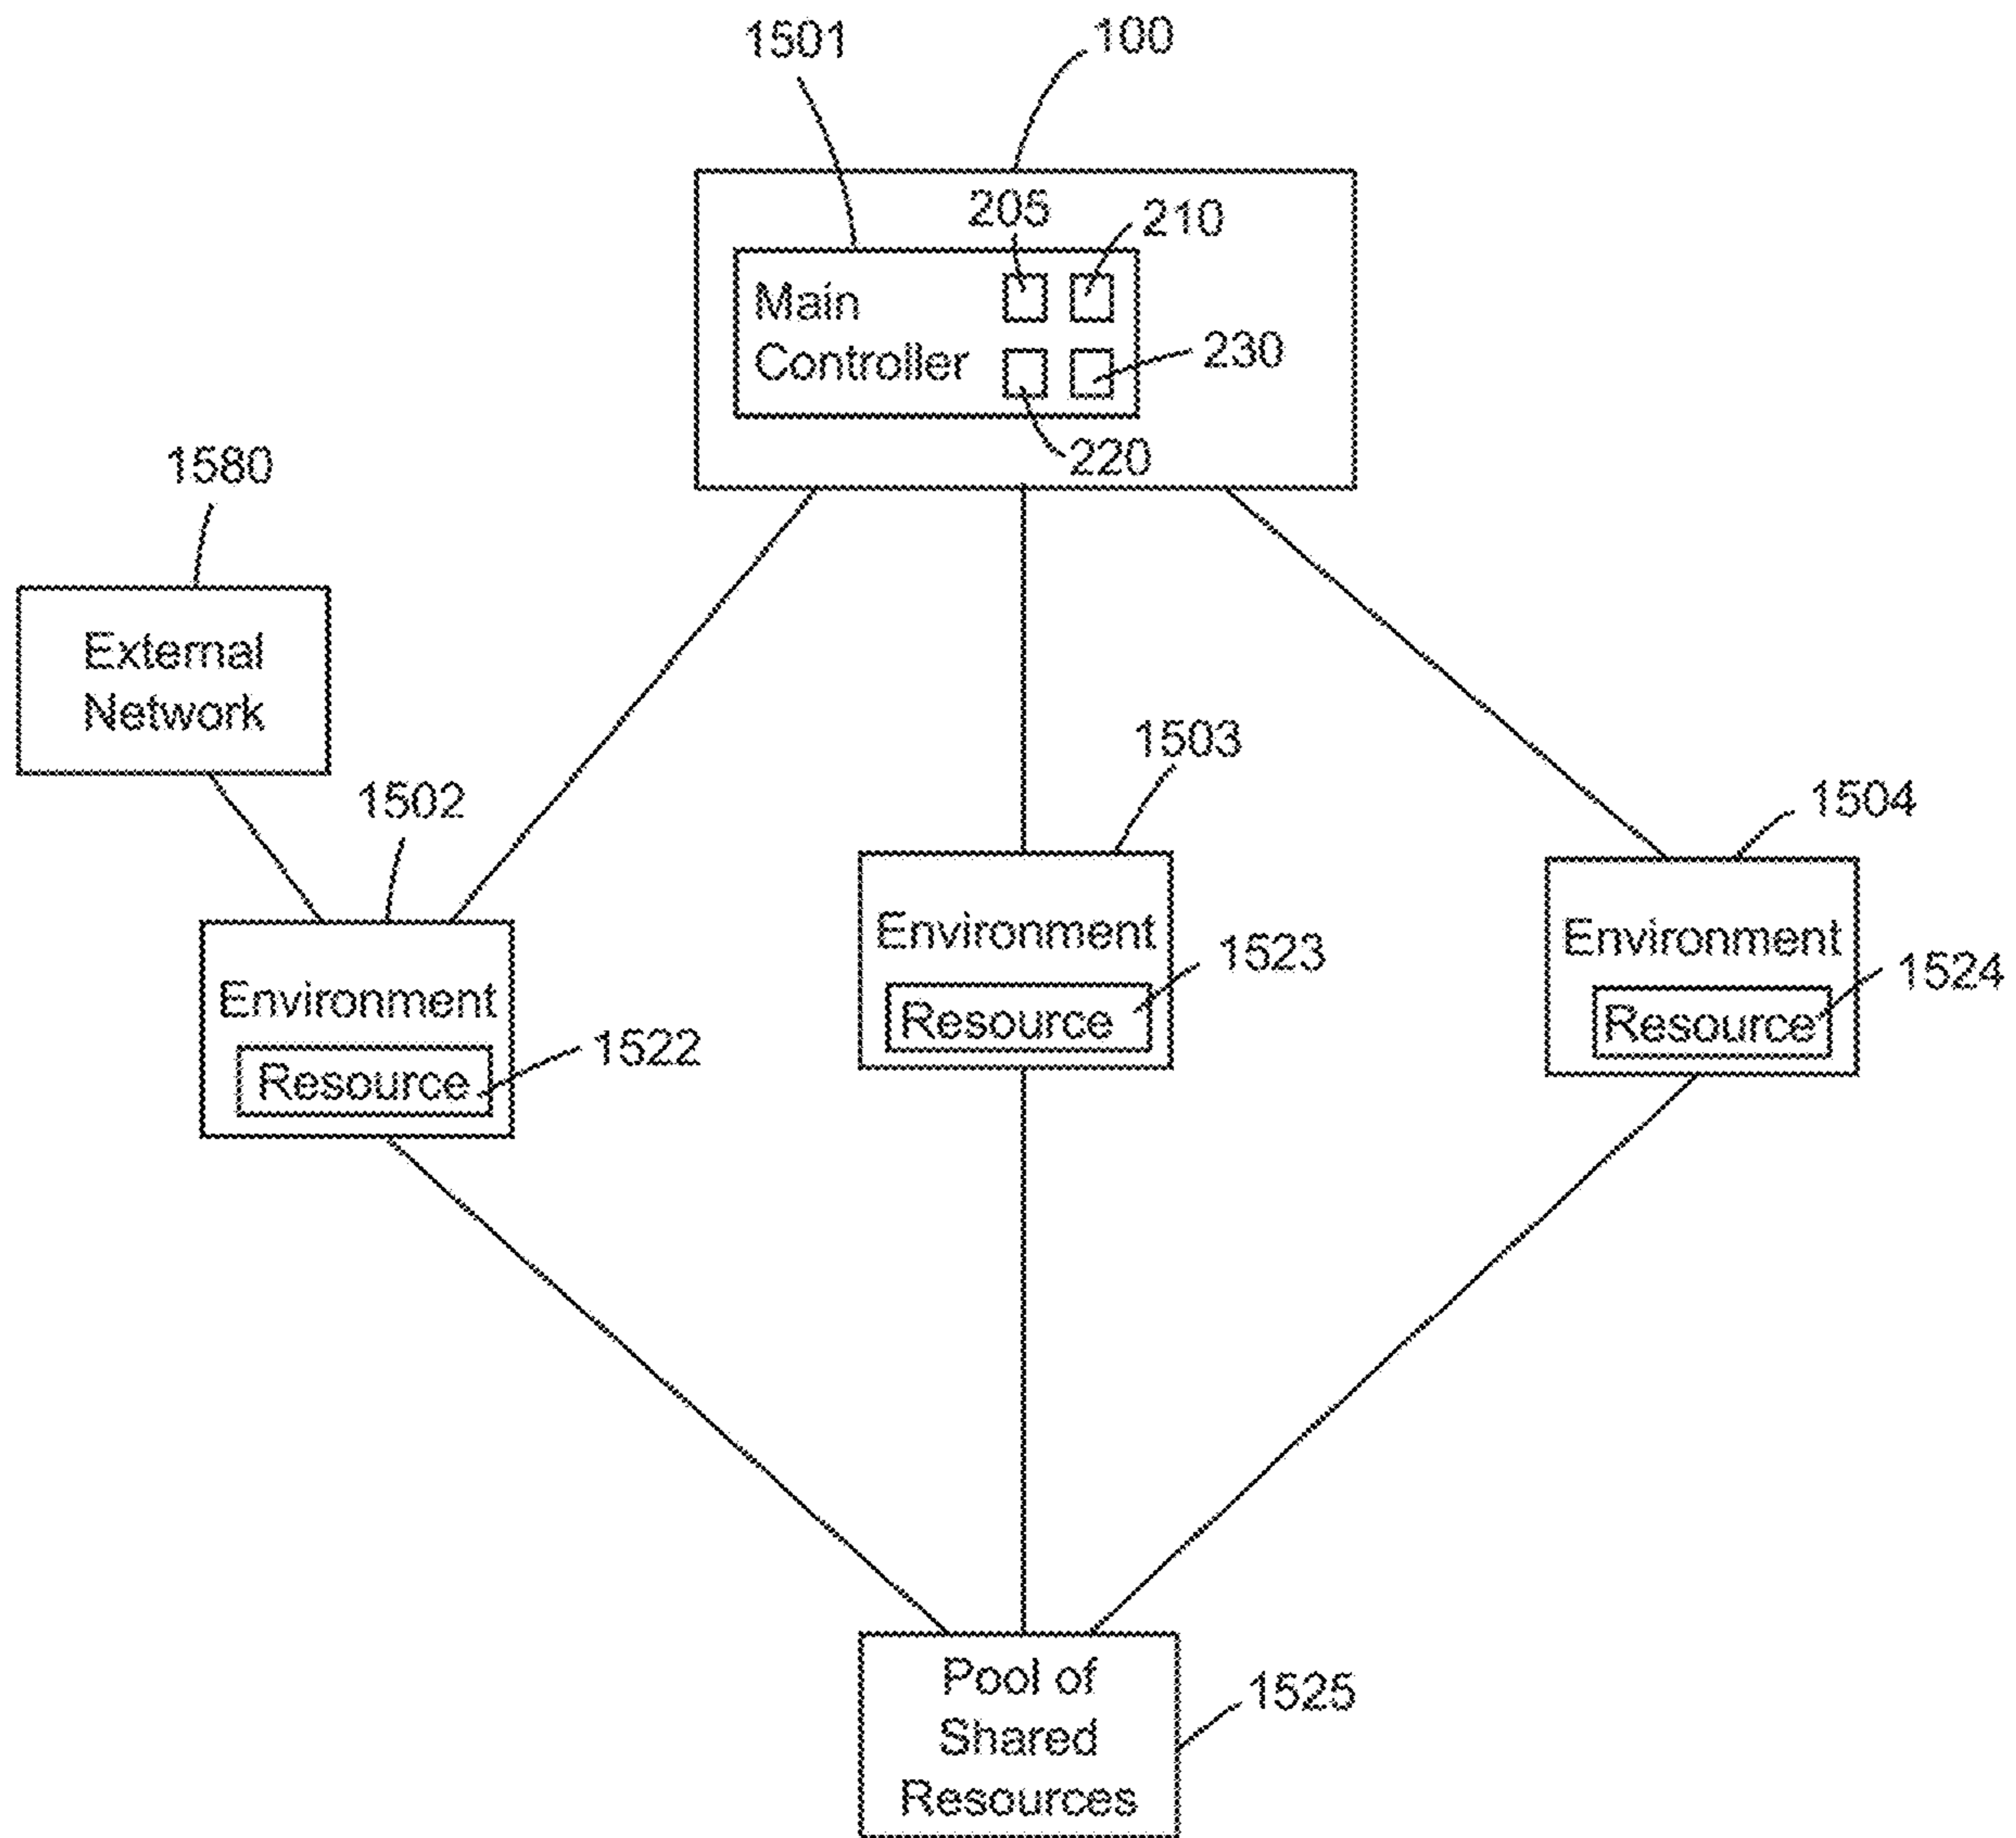 1501
100
205
210
Main
Controller
230
220
1580
External
Network
1503
1502
1504
Environment
1523
Resource
Environment
1524
Resource
Environment
1522
Resource
Pool of
Shared
Resources
1525